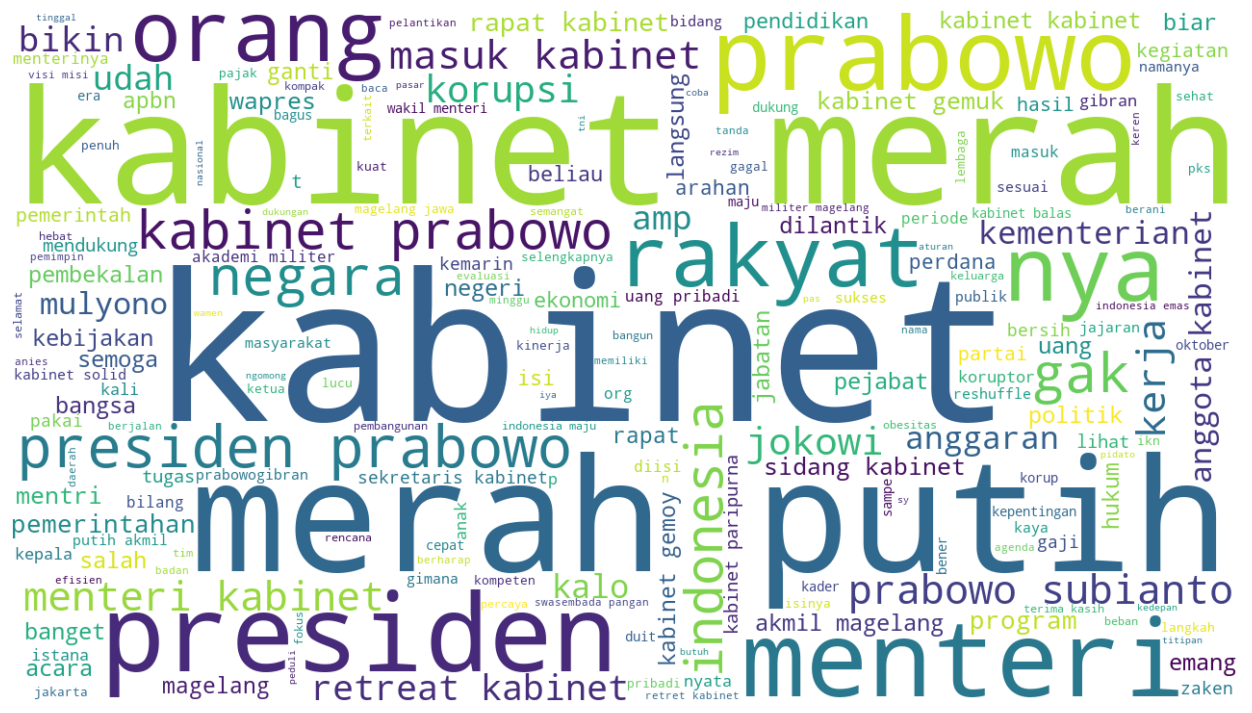 tinggal
pelantikan
rapat kabinet
bidang
pendidikan
kabinet kabinet
biar
bikin
orang
masuk kabinet
prabowo
kegiatan
menterinya
namanya
visi misi
udah
pajak
ganti
kompak
baca
pasar
korupsi
coba
era
apbn
wapres
bagus
terkait
wakil menteri
tni
langsung
dukung
kabinet gemuk
hasil
gibran
keren
sehat
kabinet merah
penuh
nasional
t
kuat
beliau
arahan
tanda
rezim
gagal
lembaga
masuk
sesuai
pks
pemerintah
dukungan
magelang jawa
semangat
maju
militer magelang
periode
kabinet balas
berani
hebat
mendukung
kabinet prabowo
amp
dilantik
kementerian
pemimpin
akademi militer
kemarin
selengkapnya
rakyat
perdana
aturan
keluarga
nya
pembekalan
negara
evaluasi
negeri
minggu
ekonomi
uang pribadi
pas
sukses
publik
indonesia emas
anggota kabinet
selamat
mulyono
wamen
kabinet
hidup
bangun
nama
bersih
jajaran
oktober
kebijakan
masyarakat
kinerja
memiliki
jabatan
partai
uang
kerja
anies
semoga
ngomong
lucu
iya
isi
kabinet solid
kali
ketua
org
pejabat
koruptor
reshuffle
gak
pakai
bangsa
berjalan
pembangunan
indonesia maju
rapat
indonesia
obesitas
politik
presiden prabowo
jokowi
anggaran
lihat
ikn
daerah
tugas
prabowogibran
sekretaris kabinet
p
diisi
n
sidang kabinet
pidato
mentri
bilang
anak
kabinet gemoy
kabinet paripurna
sampe
sy
korup
hukum
pemerintahan
merah
putih
kepentingan
kaya
putih akmil
rencana
kepala
salah
tim
badan
cepat
berharap
bener
agenda
gaji
efisien
gimana
kompeten
kalo
kader
prabowo subianto
menteri kabinet
percaya
swasembada pangan
isinya
terima kasih
kedepan
banget
presiden
fokus
duit
akmil magelang
program
beban
langkah
titipan
istana
acara
peduli
butuh
menteri
emang
jakarta
magelang
retreat kabinet
pribadi
nyata
retret kabinet
zaken